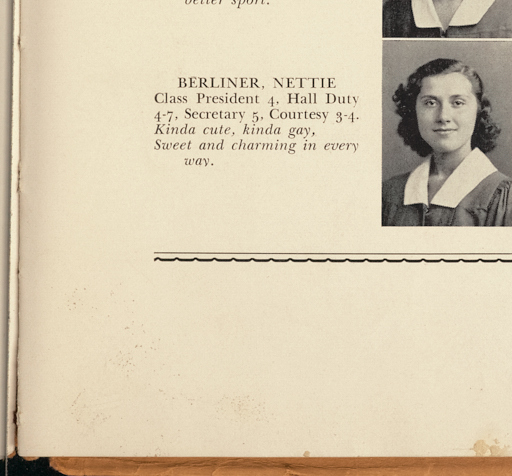 better sport.
BERLINER, NETTIE
Class President 4, Hall Duty
4-7, Secretary 5, Courtesy 3-4.
Kinda cute, kinda gay,
Sweet and charming in every
way.